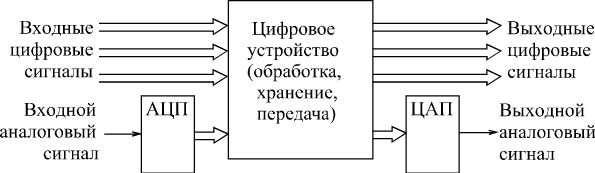 Входные
цифровые
сигналы
Цифровое
устройство
(обработка,
хранение,
передача)
Выходные
цифровые
сигналы
Входной
аналоговый
сигнал
АЦП
ЦАП
Выходной
аналоговый
сигнал